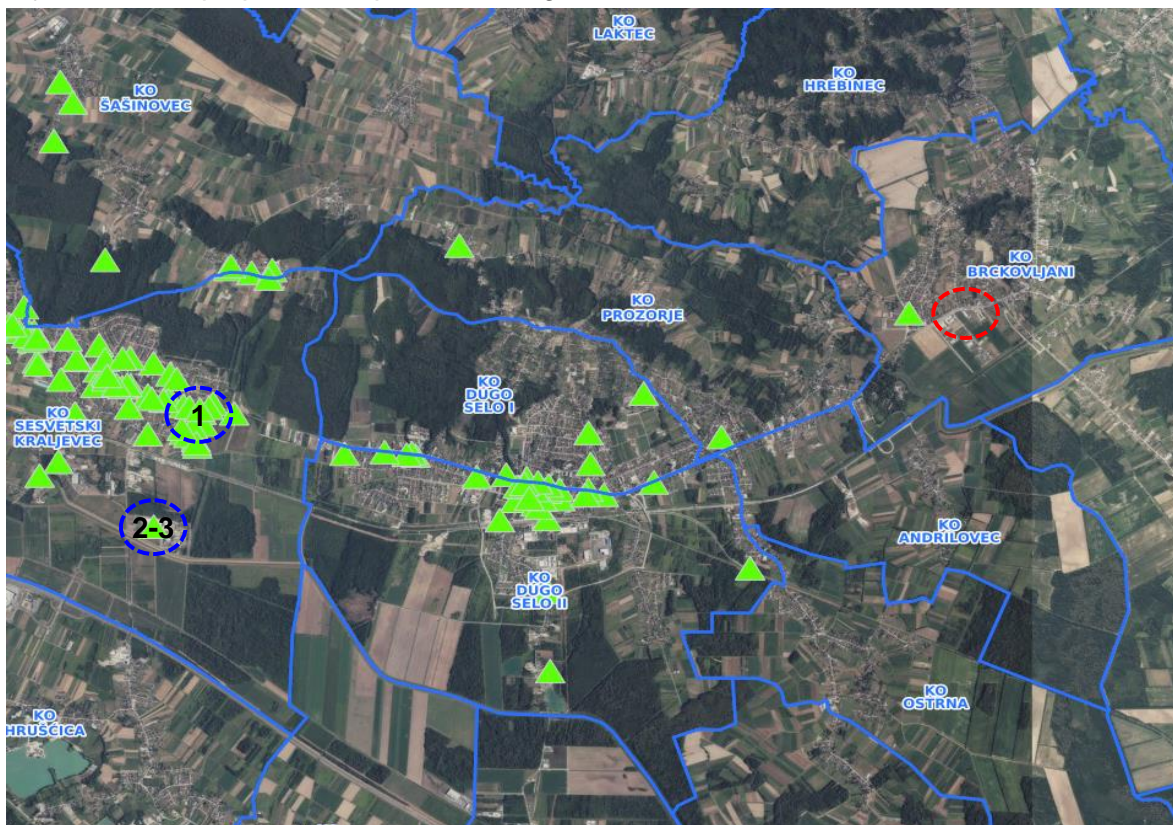 KO
LAKTEC
KO
HREBINEC
KO
ŠAŠINOVEC
KO
BRCKOVLJANI
KO
PROZORJE
KO
DUGO
SELO I
KO
SESVETSKI
KRALJEVEC
1
2-3
KO
ANDRILOVEC
KO
DUGO
SELO II
KO
OSTRNA
KO
HRUŠĆICA